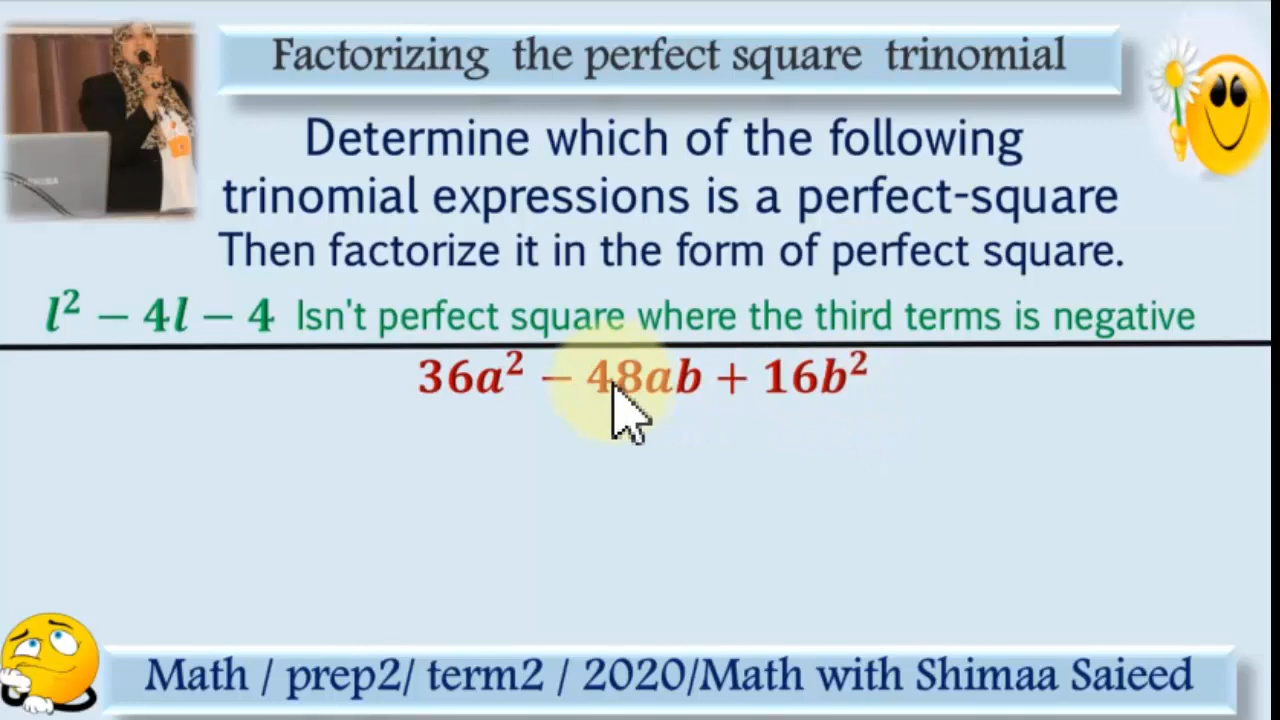 Factorizing the perfect square trinomial
Determine which of the following
trinomial expressions is a perfect-square
Then factorize it in the form of perfect square.
l² − 4l − 4 Isn't perfect square where the third terms is negative
36a² − 48ab + 16b²
Math / prep2/ term2 / 2020/Math with Shimaa Saieed